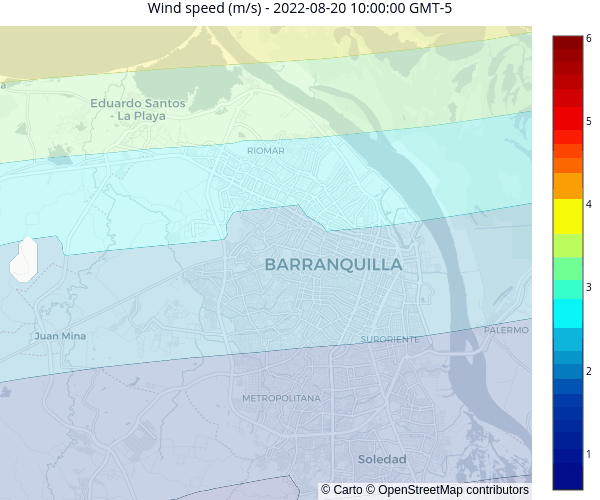 Wind speed (m/s) - 2022-08-20 10:00:00 GMT-5
a
Eduardo Santos
- La Playa
RIOMAR
BARRANQUILLA
Juan Mina
SURORIENTE
PALERMO
METROPOLITANA
Soledad
© Carto © OpenStreetMap contributors
6
5
4
3
2
1